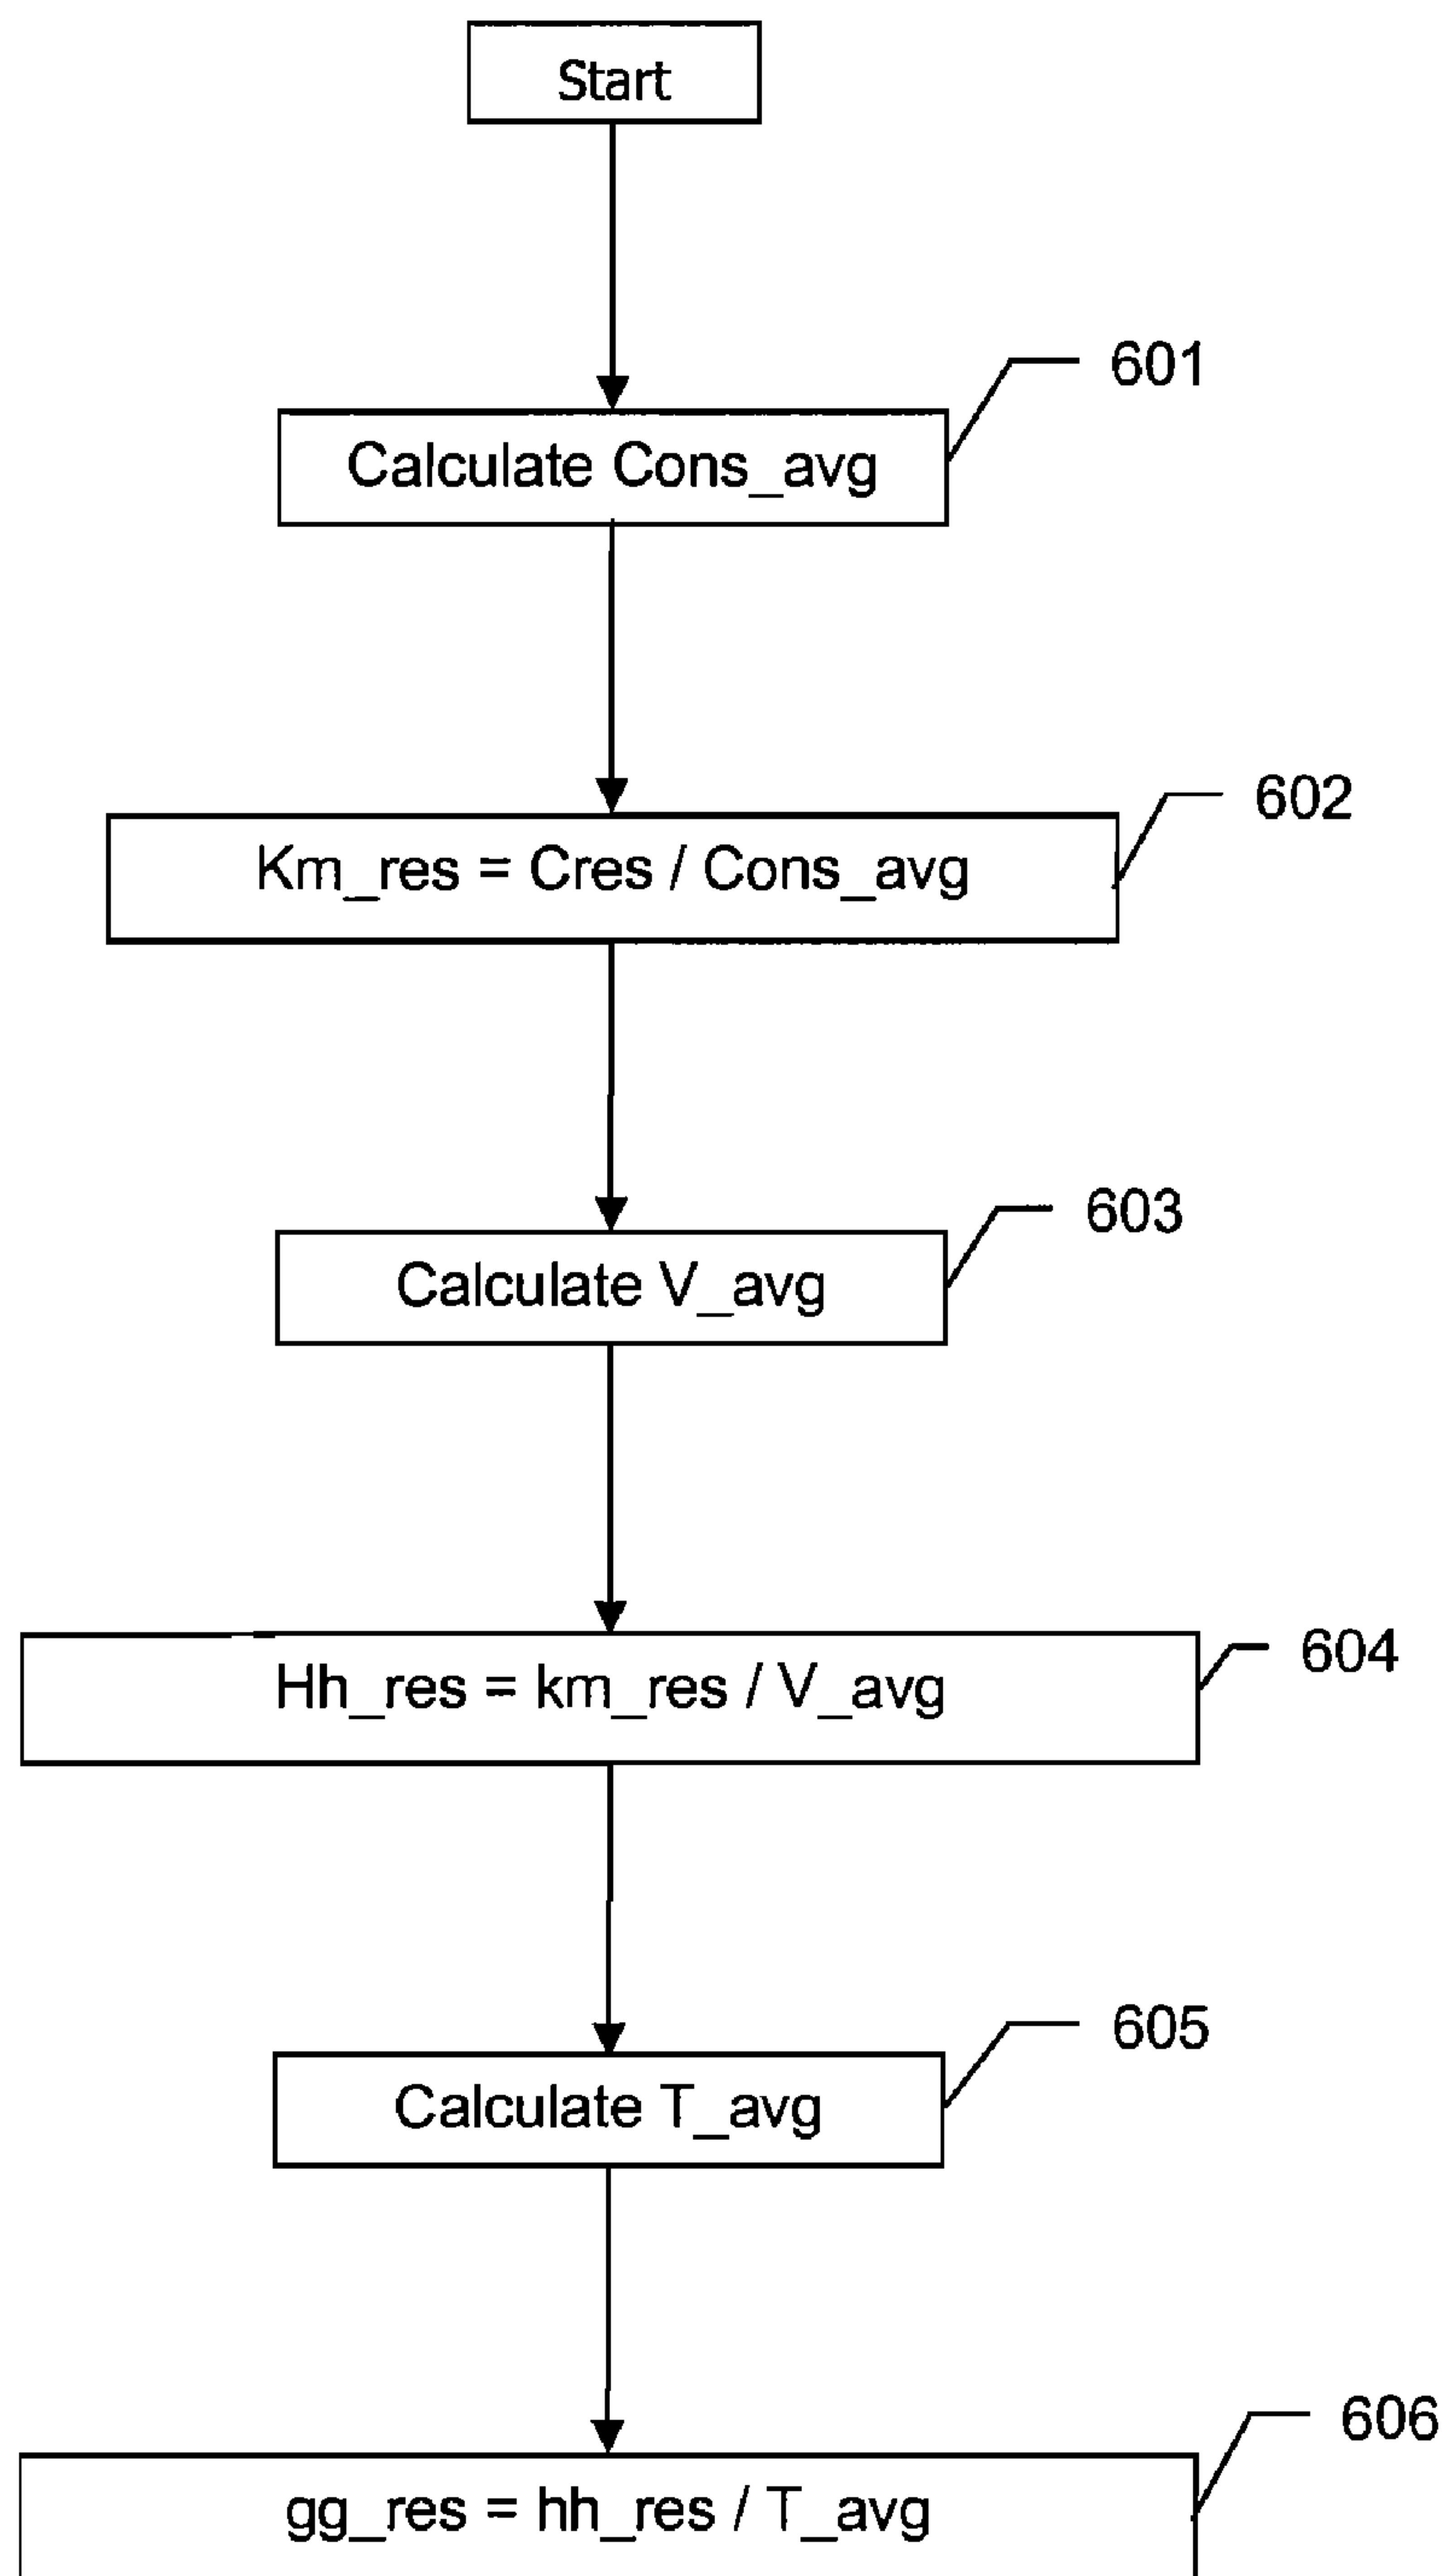 Start
601
Calculate Cons_avg
602
Km_res = Cres / Cons_avg
603
Calculate V_avg
604
Hh_res = km_res / V_avg
605
Calculate T_avg
606
gg_res = hh_res / T_avg